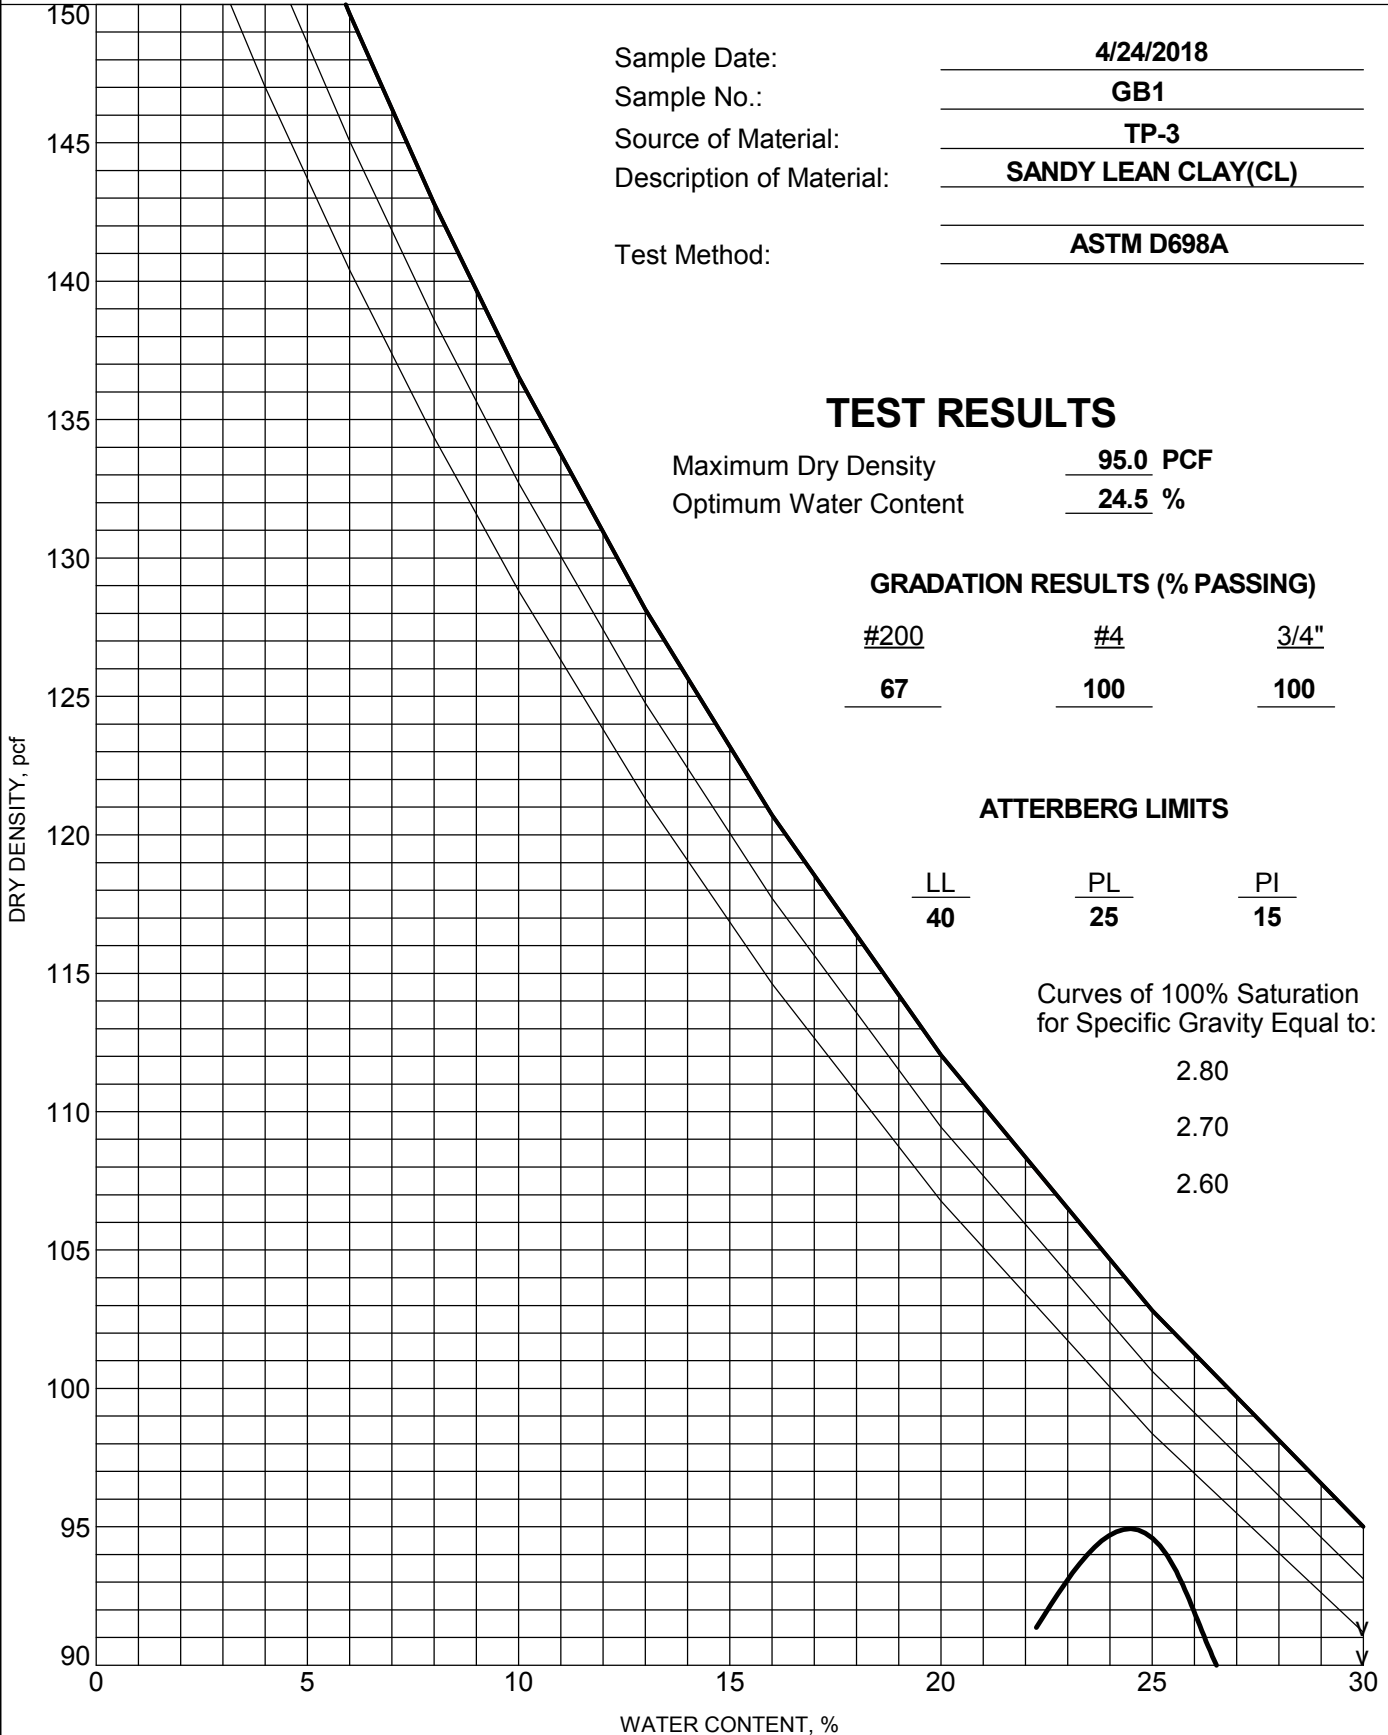 Sample Date: 4/24/2018
Sample No.: GB1
Source of Material: TP-3
Description of Material: SANDY LEAN CLAY(CL)
Test Method: ASTM D698A
TEST RESULTS
Maximum Dry Density 95.0 PCF
Optimum Water Content 24.5 %
GRADATION RESULTS (% PASSING)
#200 #4 3/4"
67 100 100
ATTERBERG LIMITS
LL PL PI
40 25 15
Curves of 100% Saturation
for Specific Gravity Equal to:
2.80
2.70
2.60
DRY DENSITY, pcf
150
145
140
135
130
125
120
115
110
105
100
95
90
0 5 10 15 20 25 30
WATER CONTENT, %